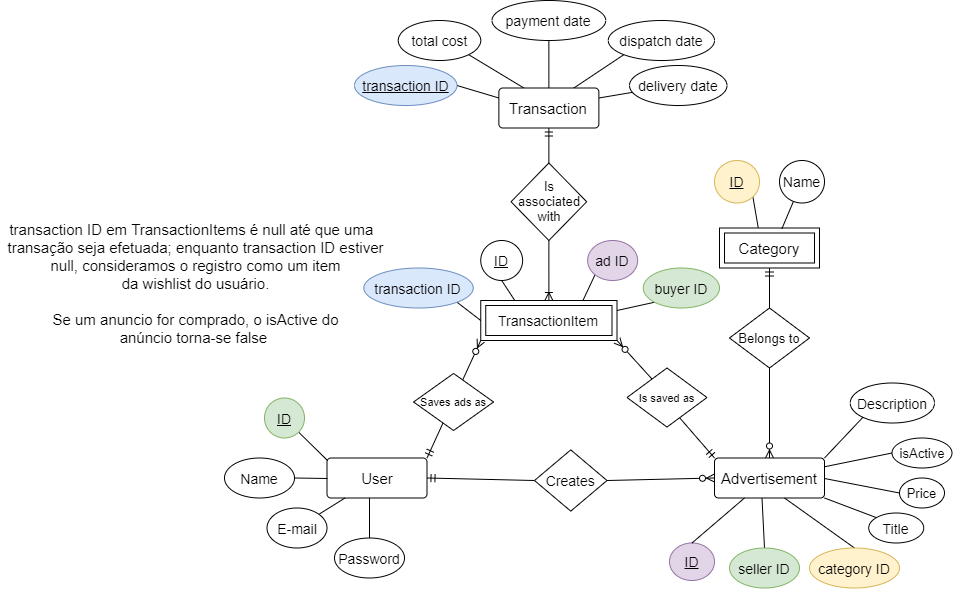 payment date
total cost
dispatch date
transaction ID
delivery date
Transaction
Is
associated
with
ID
Name
Category
transaction ID em TransactionItems é null até que uma
transação seja efetuada; enquanto transaction ID estiver
null, consideramos o registro como um item
da wishlist do usuário.
Se um anuncio for comprado, o isActive do
anúncio torna-se false
ID
ad ID
transaction ID
buyer ID
TransactionItem
Belongs to
Saves ads as
Is saved as
Description
ID
isActive
User
Name
Creates
Advertisement
Price
E-mail
Title
Password
ID
seller ID
category ID